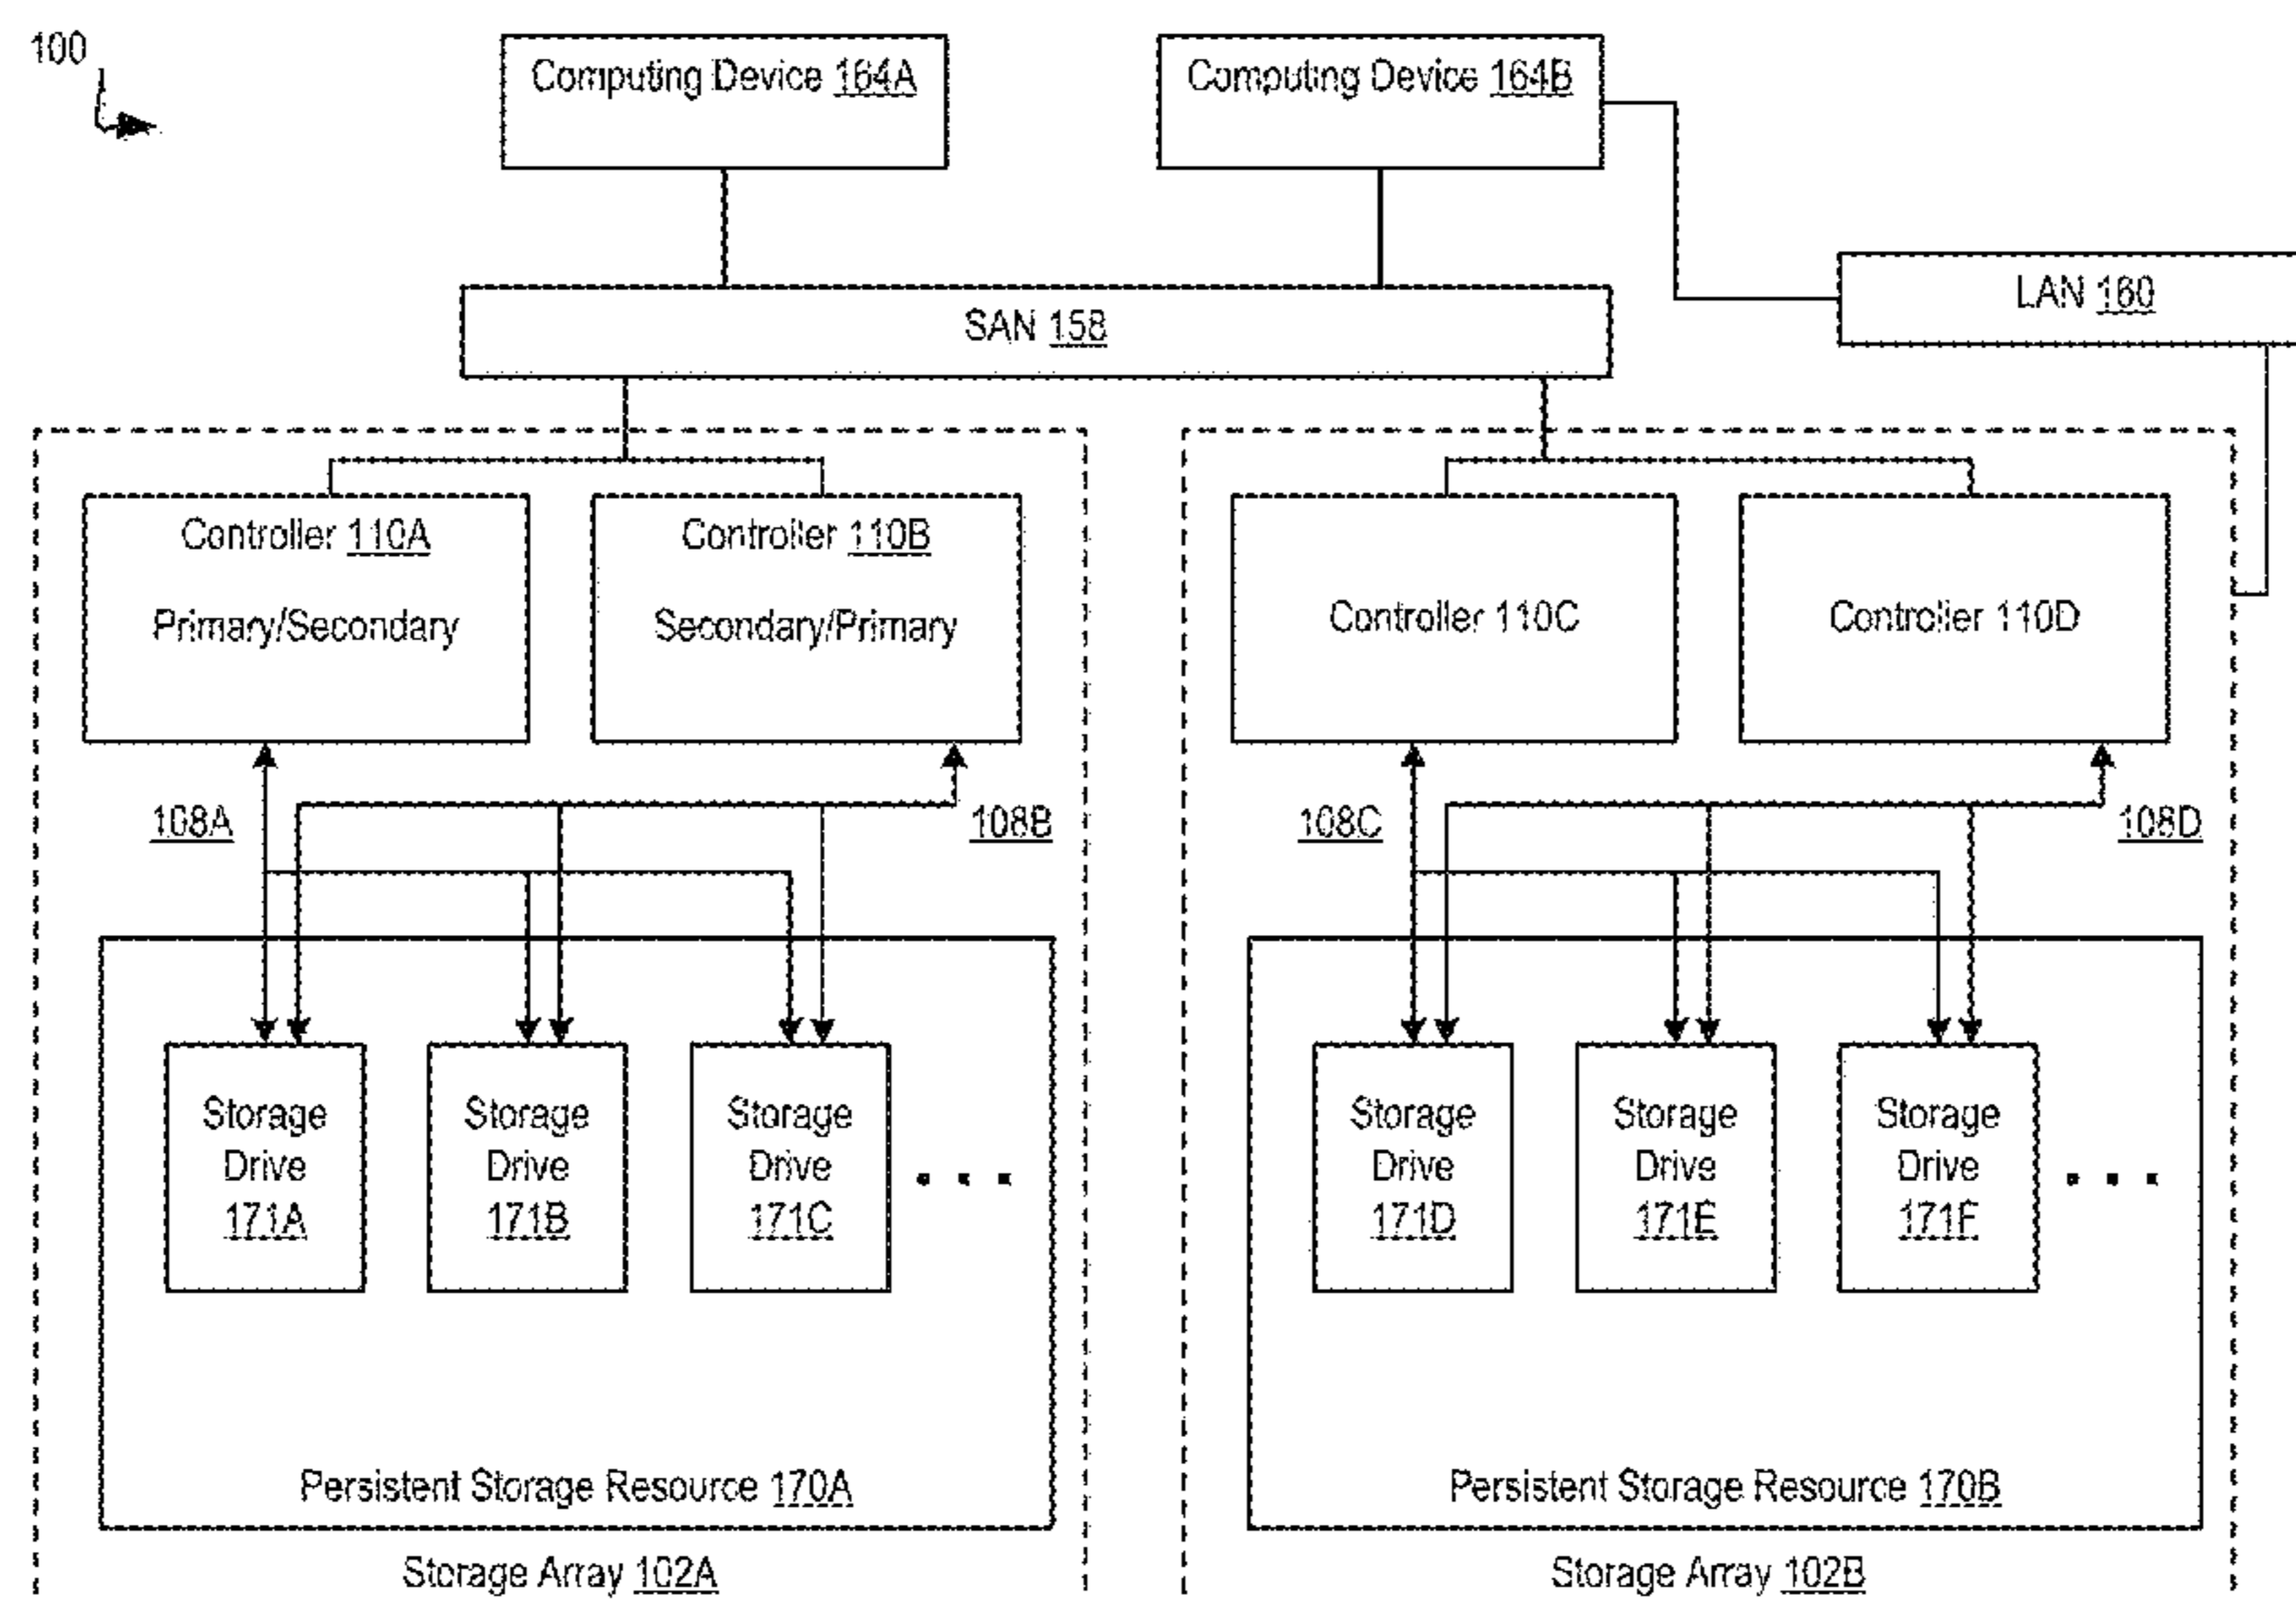 100
Computing Device 164A
Computing Device 164B
LAN 160
SAN 158
Controller 110A
Primary/Secondary
Controller 110B
Secondary/Primary
Controller 110C
Controller 110D
108A
108B
108C
108D
Storage
Drive
171A
Storage
Drive
171B
Storage
Drive
171C
Storage
Drive
171D
Storage
Drive
171E
Storage
Drive
171F
Persistent Storage Resource 170A
Persistent Storage Resource 170B
Storage Array 102A
Storage Array 102B